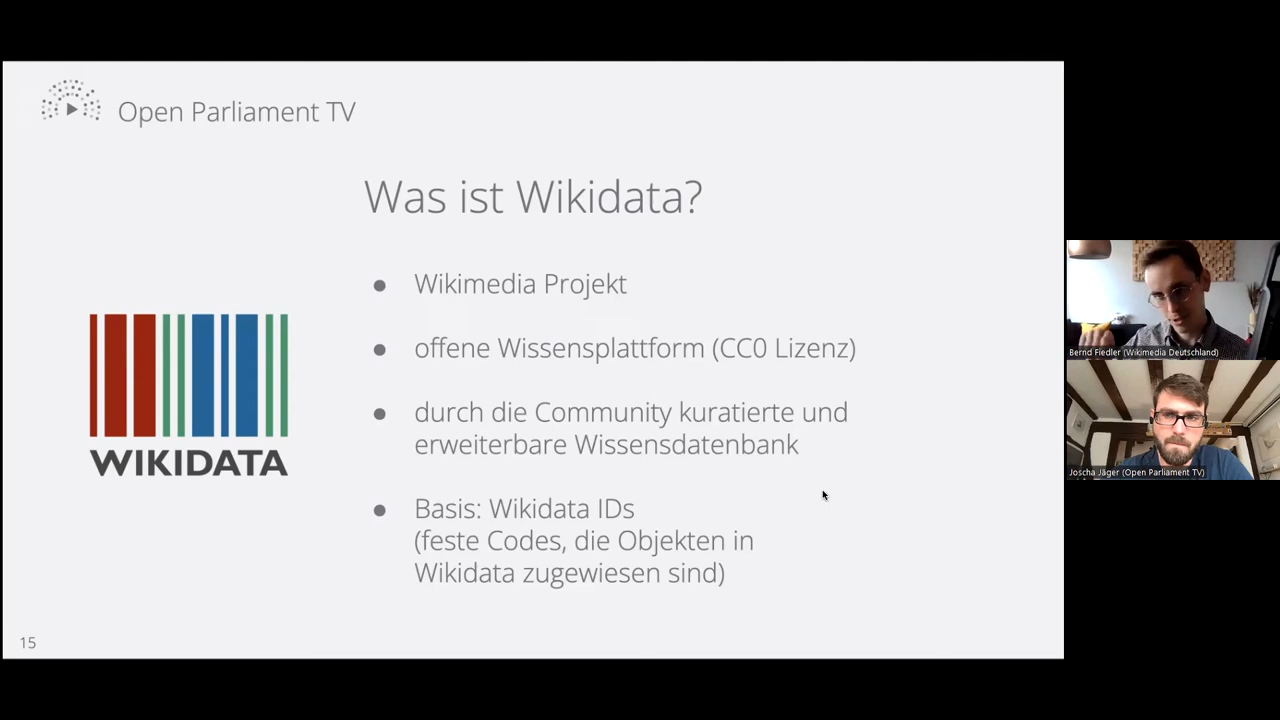 Open Parliament TV
Was ist Wikidata?
● Wikimedia Projekt
● offene Wissensplattform (CC0 Lizenz)
● durch die Community kuratierte und
erweiterbare Wissensdatenbank
● Basis: Wikidata IDs
(feste Codes, die Objekten in
Wikidata zugewiesen sind)
WIKIDATA
15
Bernd Fiedler (Wikimedia Deutschland)
Joscha Jäger (Open Parliament TV)